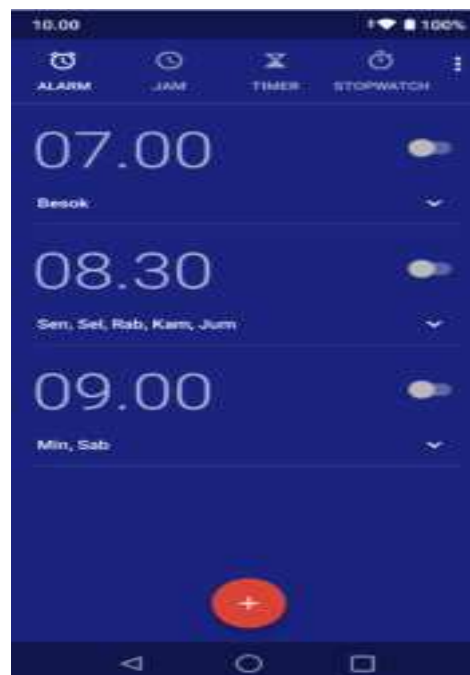 10.00 100%
ALARM JAM TIMER STOPWATCH
07.00
Besok
08.30
Sen, Sel, Rab, Kam, Jum
09.00
Min, Sab